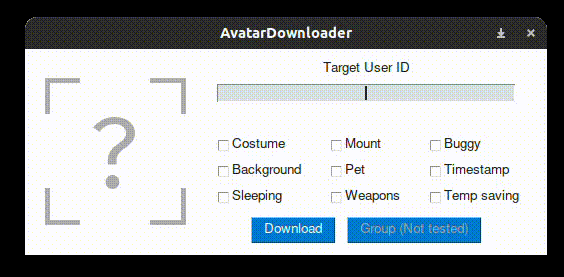 AvatarDownloader
Target User ID
Costume Mount Buggy
Background Pet Timestamp
Sleeping Weapons Temp saving
Download Group (Not tested)
?